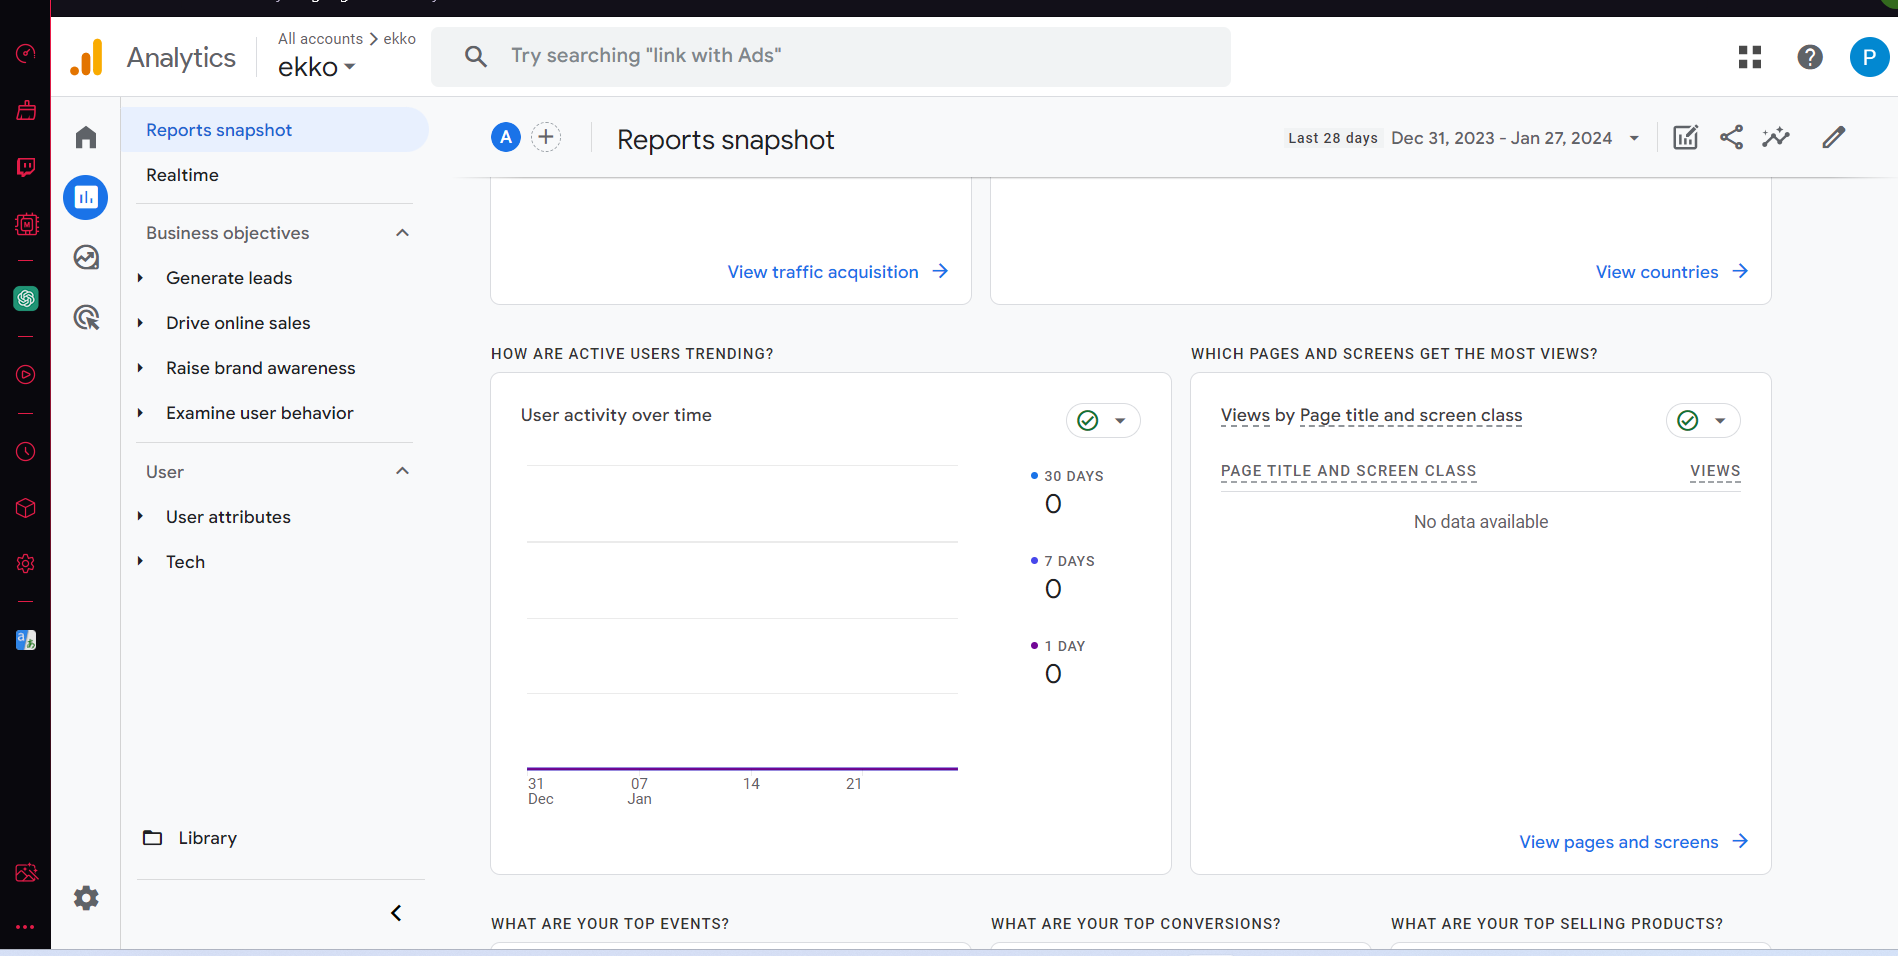 Analytics
All accounts > ekko
ekko
Try searching "link with Ads"
P
Reports snapshot
Realtime
Business objectives
Generate leads
Drive online sales
Raise brand awareness
Examine user behavior
User
User attributes
Tech
Library
A
Reports snapshot
Last 28 days Dec 31, 2023 - Jan 27, 2024
View traffic acquisition
View countries
HOW ARE ACTIVE USERS TRENDING?
User activity over time
30 DAYS
0
7 DAYS
0
1 DAY
0
31 07 14 21
Dec Jan
WHICH PAGES AND SCREENS GET THE MOST VIEWS?
Views by Page title and screen class
PAGE TITLE AND SCREEN CLASS VIEWS
No data available
View pages and screens
WHAT ARE YOUR TOP EVENTS?
WHAT ARE YOUR TOP CONVERSIONS?
WHAT ARE YOUR TOP SELLING PRODUCTS?